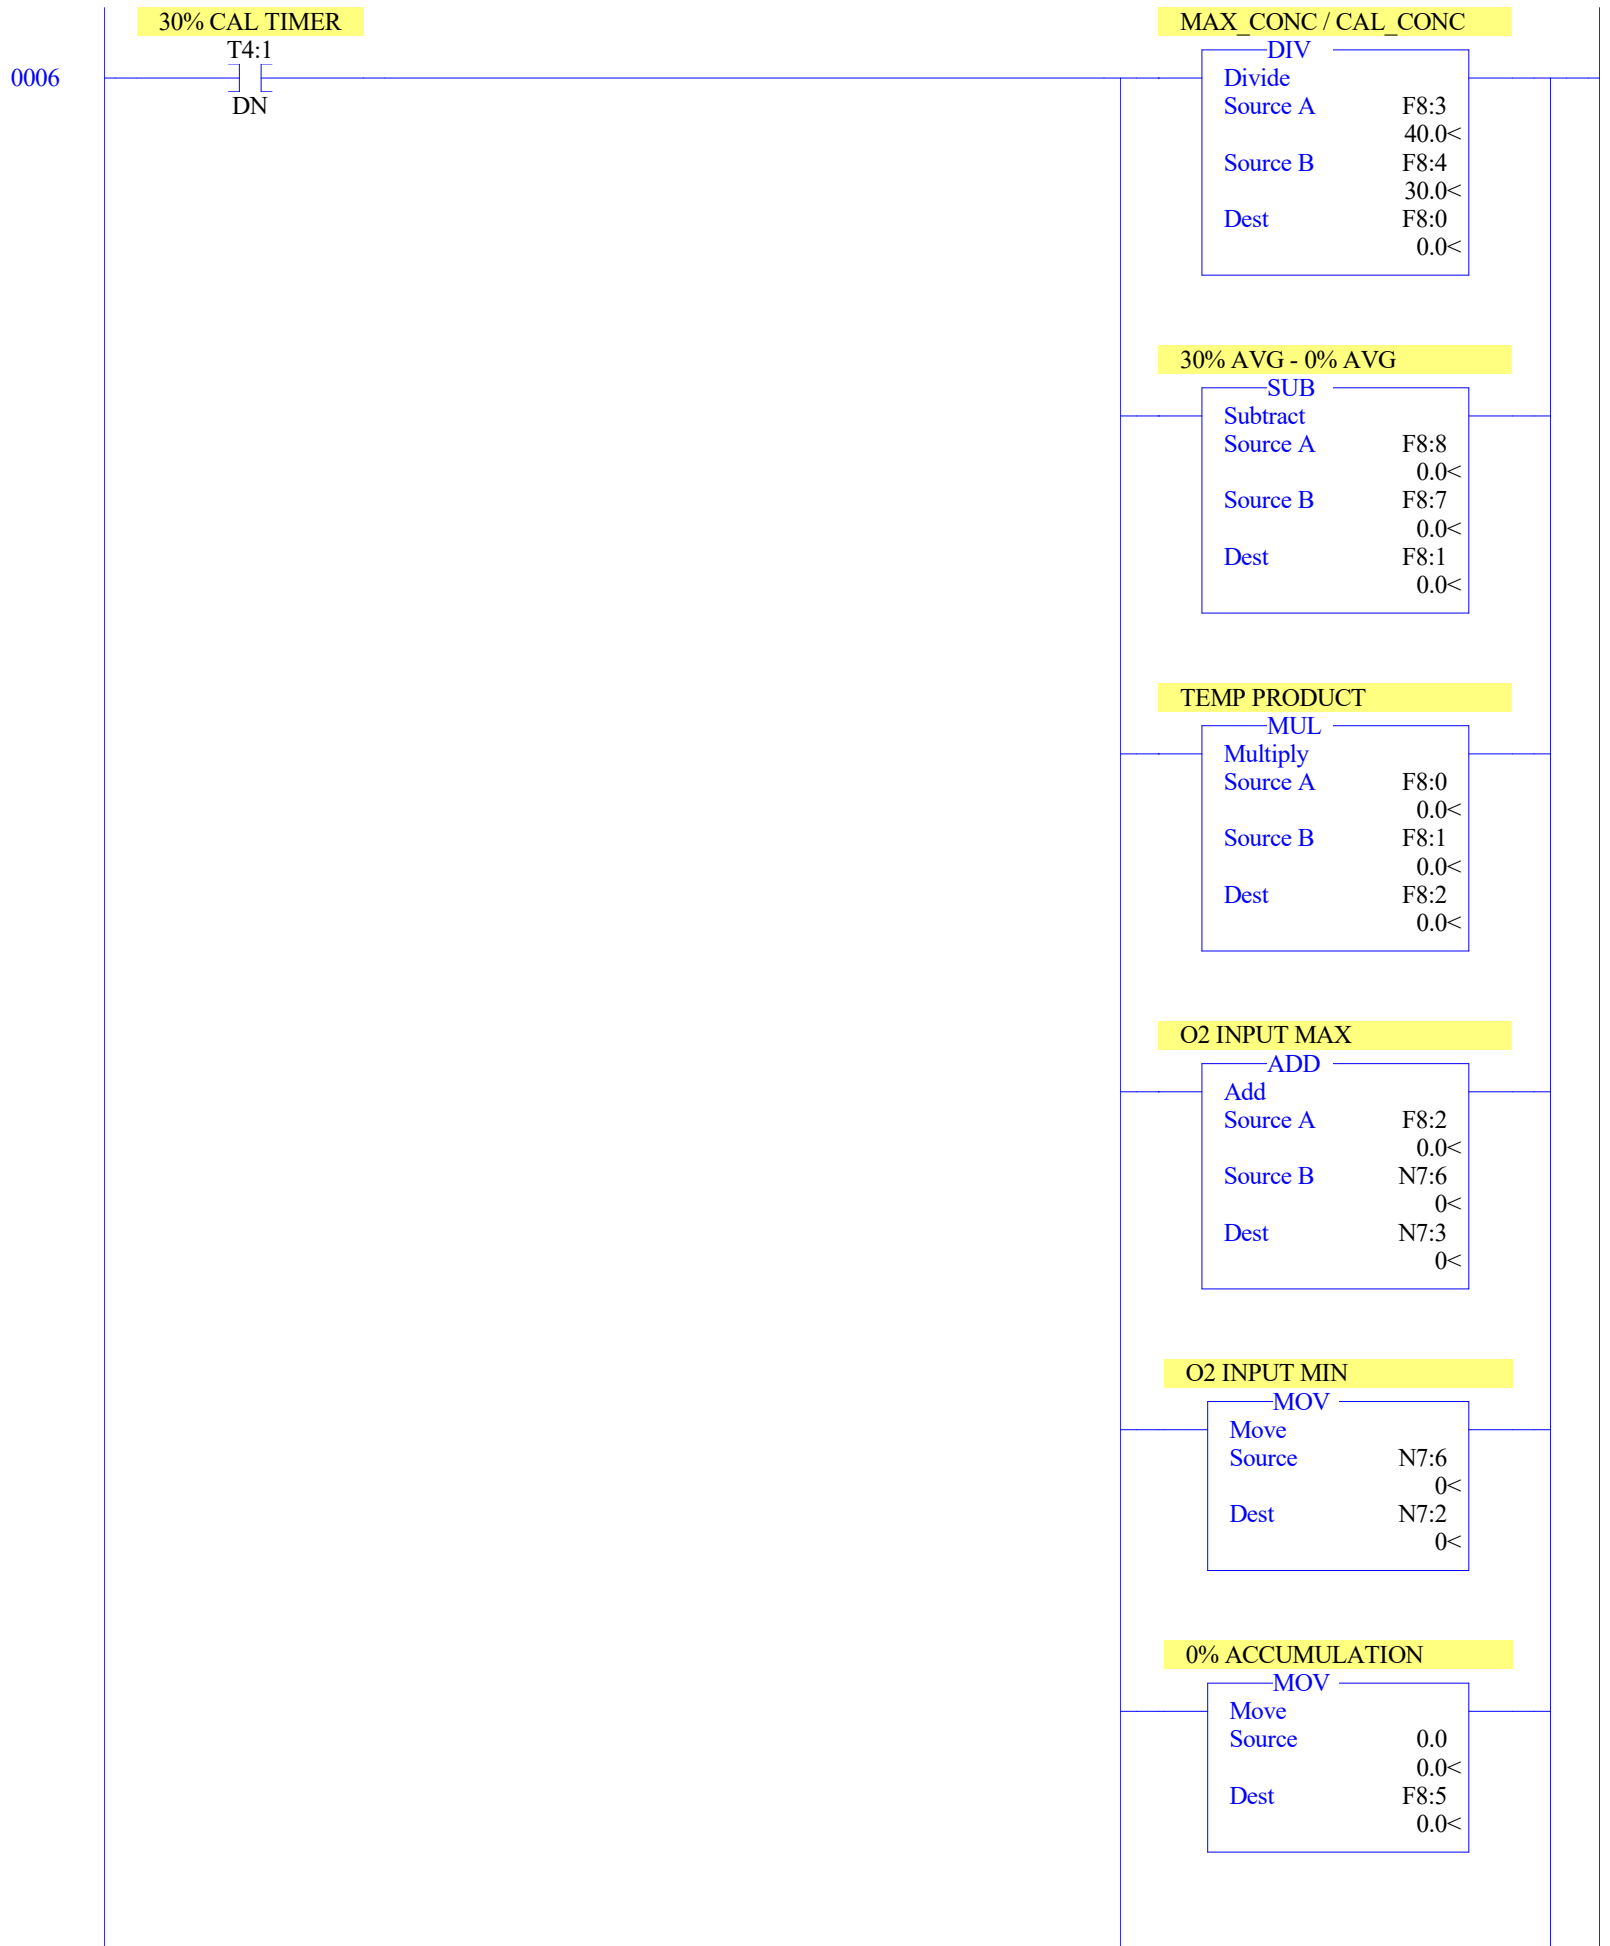 30% CAL TIMER
T4:1
DN
0006
MAX_CONC / CAL_CONC
DIV
Divide
Source A F8:3
40.0<
Source B F8:4
30.0<
Dest F8:0
0.0<
30% AVG - 0% AVG
SUB
Subtract
Source A F8:8
0.0<
Source B F8:7
0.0<
Dest F8:1
0.0<
TEMP PRODUCT
MUL
Multiply
Source A F8:0
0.0<
Source B F8:1
0.0<
Dest F8:2
0.0<
O2 INPUT MAX
ADD
Add
Source A F8:2
0.0<
Source B N7:6
0<
Dest N7:3
0<
O2 INPUT MIN
MOV
Move
Source N7:6
0<
Dest N7:2
0<
0% ACCUMULATION
MOV
Move
Source 0.0
0.0<
Dest F8:5
0.0<